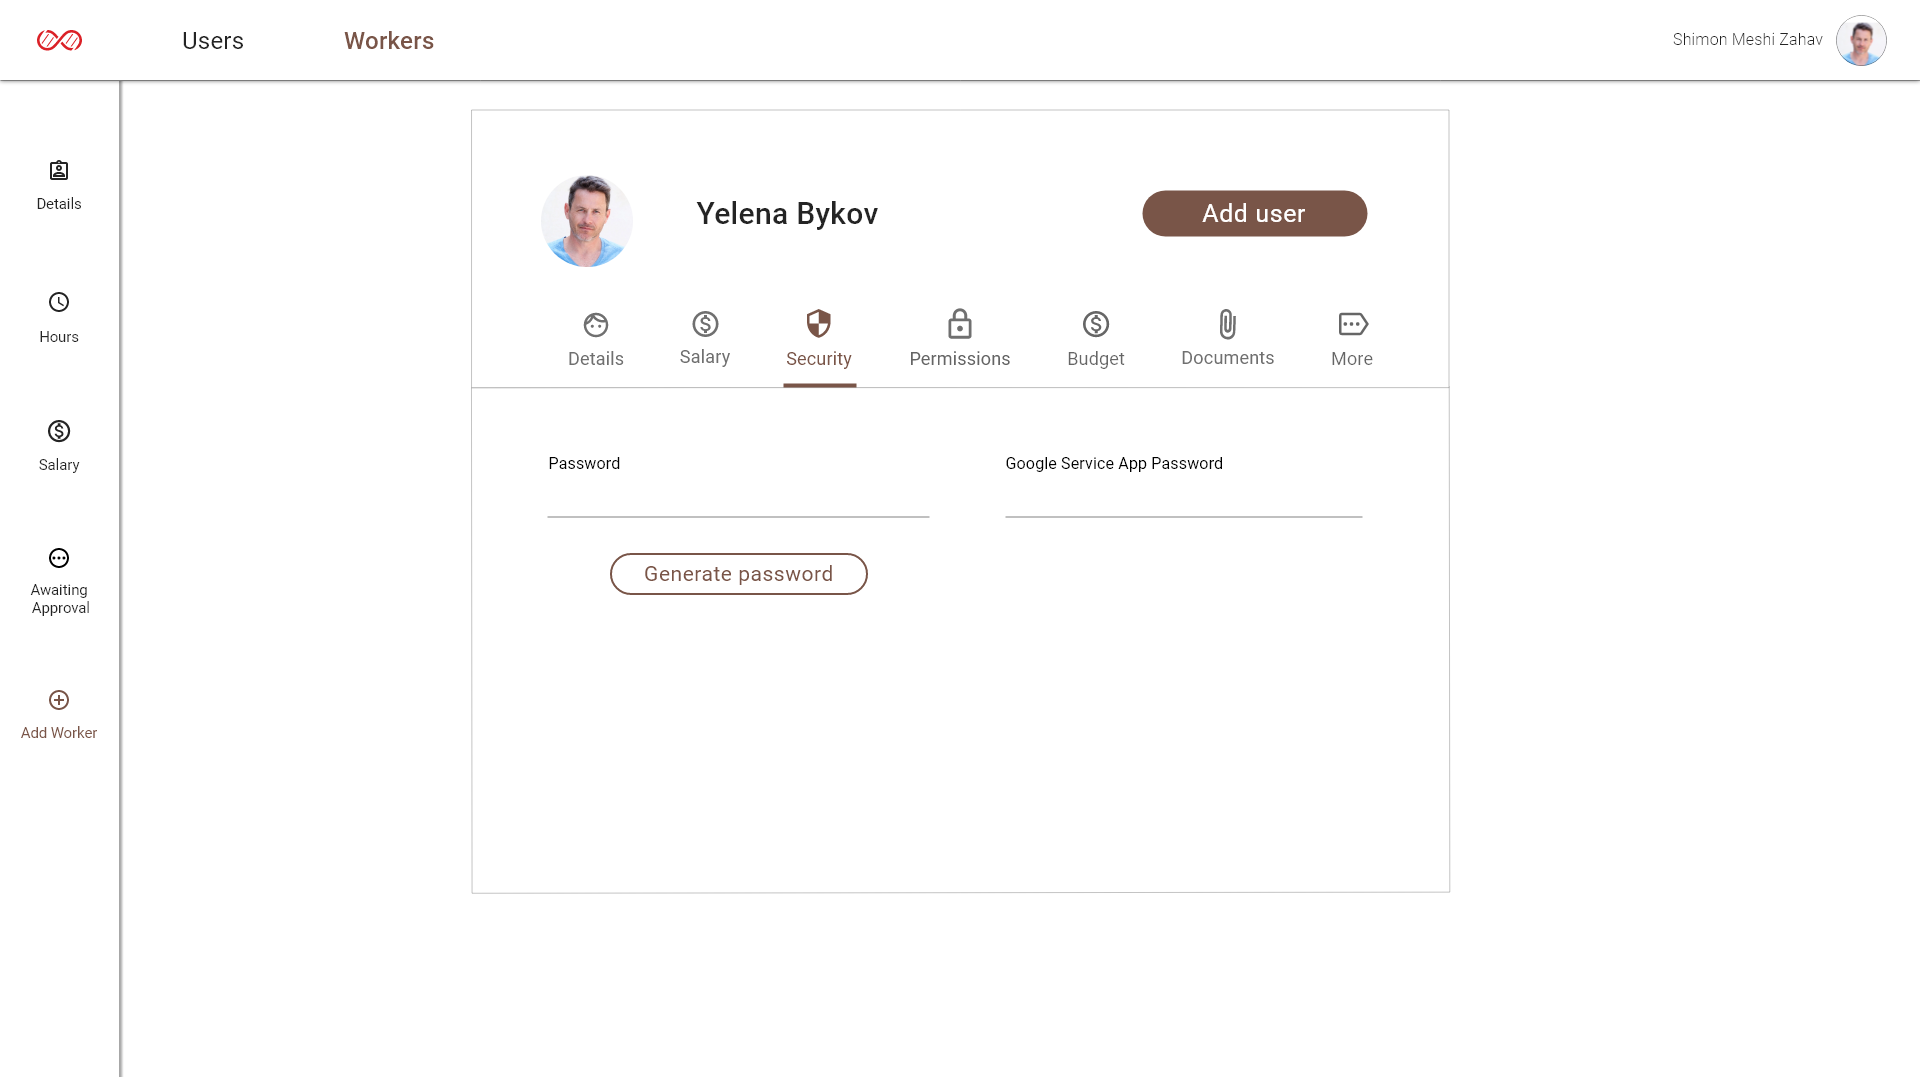 Users
Workers
Shimon Meshi Zahav
Details
Hours
Salary
Awaiting
Approval
Add Worker
Yelena Bykov
Add user
Details
Salary
Security
Permissions
Budget
Documents
More
Password
Google Service App Password
Generate password